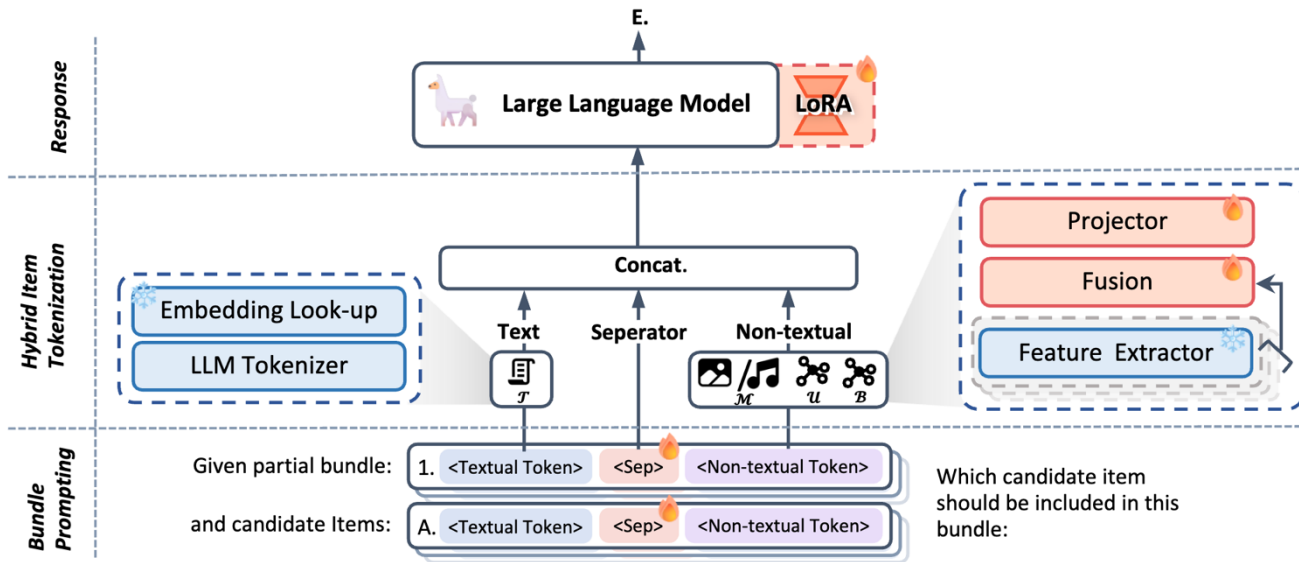 E.
Response
Large Language Model
LoRA
Hybrid Item
Tokenization
Concat.
Embedding Look-up
LLM Tokenizer
Text
Seperator
Non-textual
𝒯
ℳ
𝒰
ℬ
Projector
Fusion
Feature Extractor
Bundle
Prompting
Given partial bundle:
1. <Textual Token> <Sep> <Non-textual Token>
and candidate Items:
A. <Textual Token> <Sep> <Non-textual Token>
Which candidate item
should be included in this
bundle: